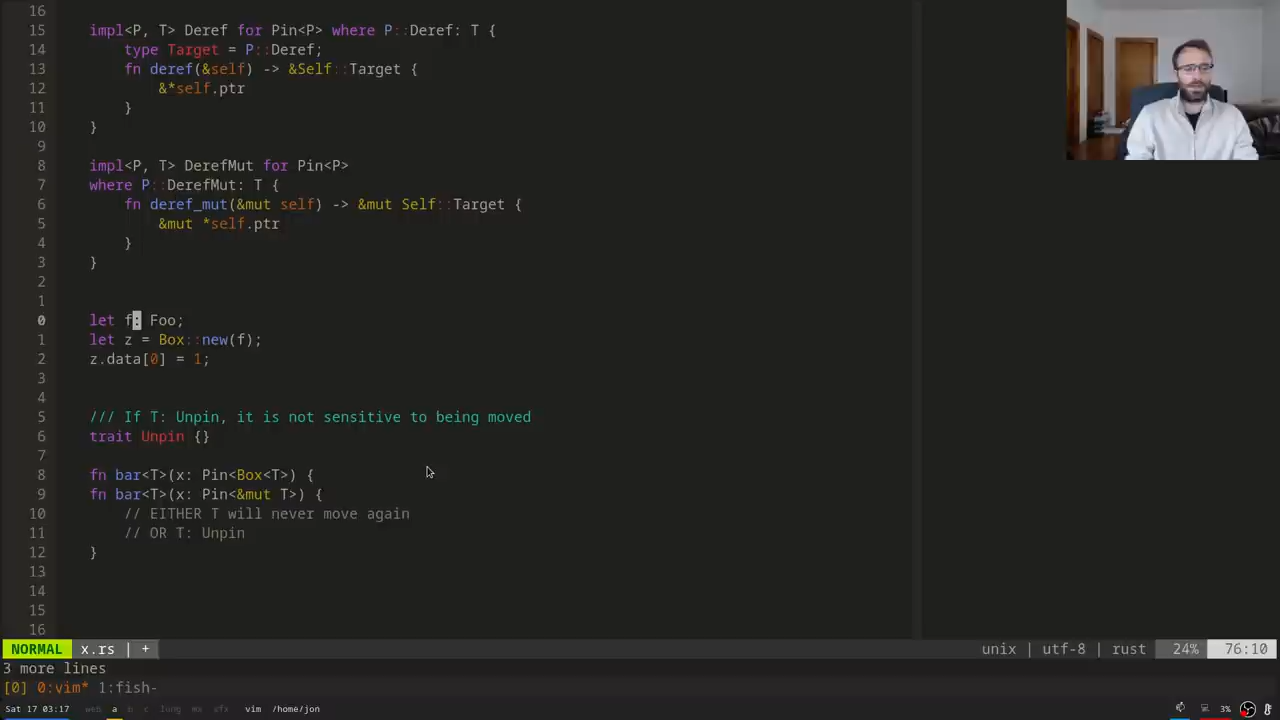 16
15 impl<P, T> Deref for Pin<P> where P::Deref: T {
14     type Target = P::Deref;
13     fn deref(&self) -> &Self::Target {
12         &*self.ptr
11     }
10 }
9
8 impl<P, T> DerefMut for Pin<P>
7 where P::DerefMut: T {
6     fn deref_mut(&mut self) -> &mut Self::Target {
5         &mut *self.ptr
4     }
3 }
2
1
0 let f: Foo;
1 let z = Box::new(f);
2 z.data[0] = 1;
3
4
5 /// If T: Unpin, it is not sensitive to being moved
6 trait Unpin {}
7
8 fn bar<T>(x: Pin<Box<T>) {
9 fn bar<T>(x: Pin<&mut T>) {
10     // EITHER T will never move again
11     // OR T: Unpin
12 }
13
14
15
16
NORMAL x.rs | + unix | utf-8 | rust 24% 76:10
3 more lines
[0] 0:vim* 1:fish-
Sat 17 03:17 web a b c lung mx vim /home/jon 3%